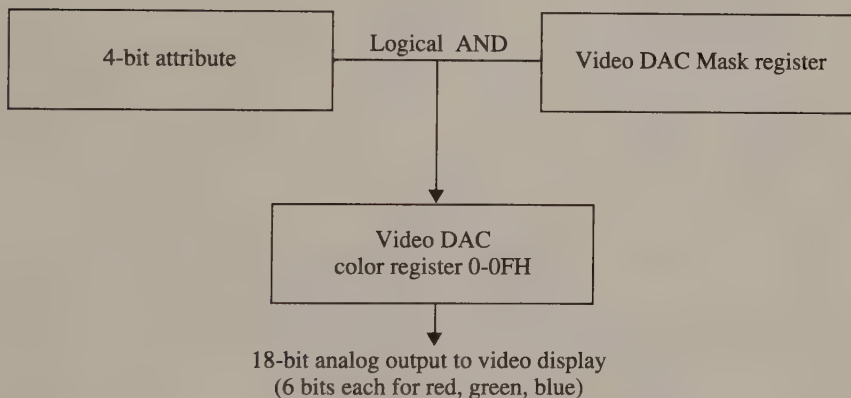 4-bit attribute
Logical AND
Video DAC Mask register
Video DAC
color register 0-0FH
18-bit analog output to video display
(6 bits each for red, green, blue)